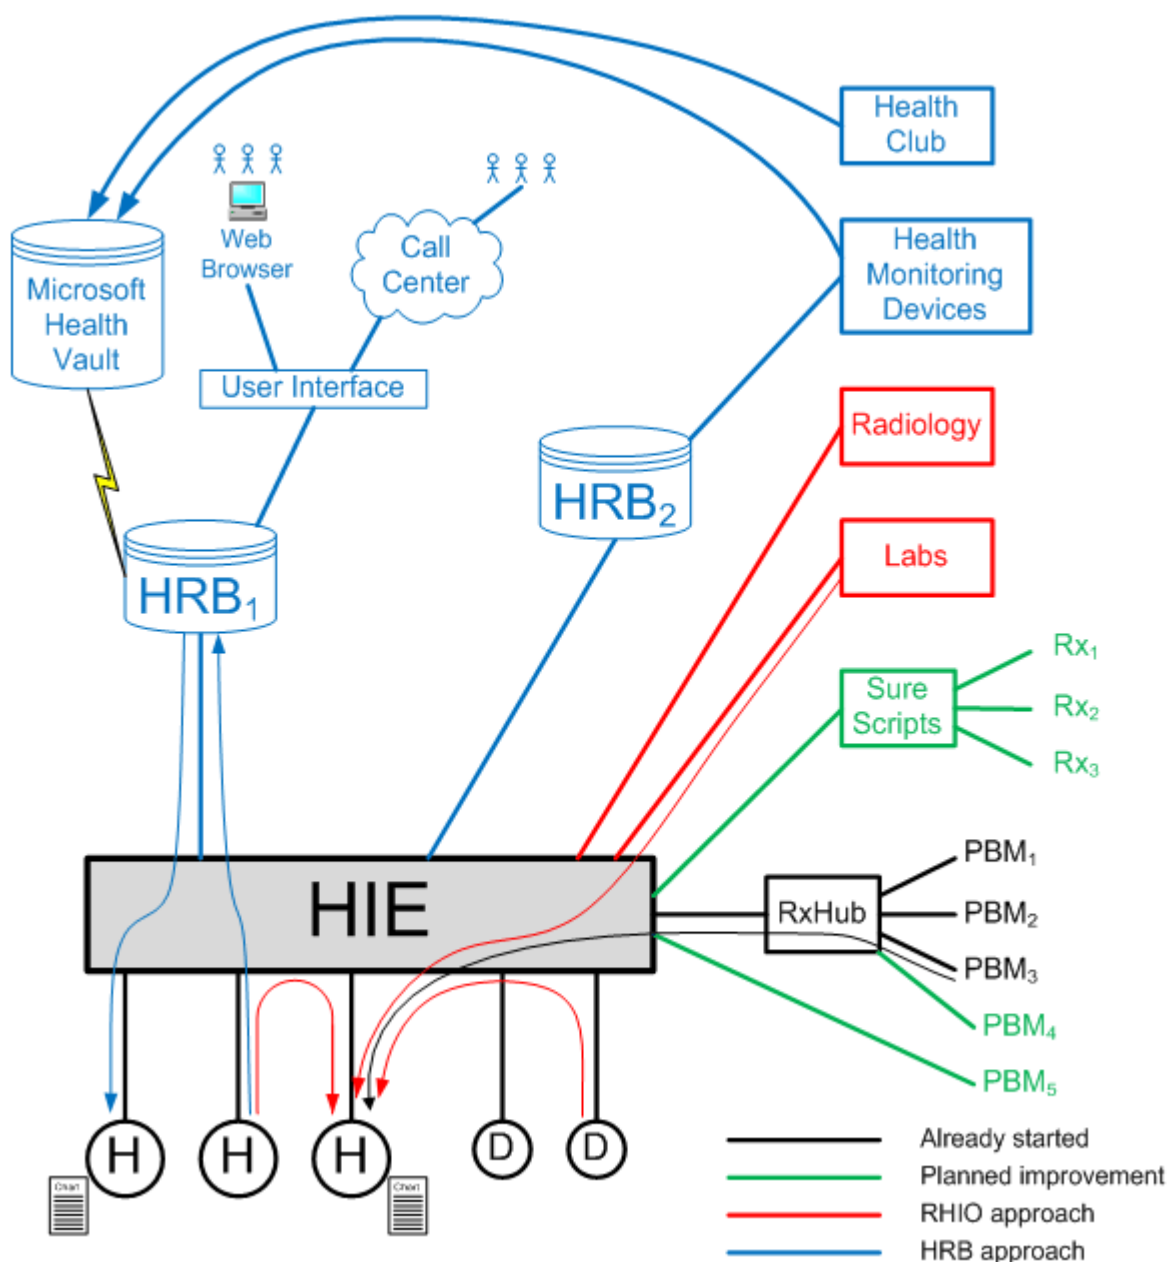 Health
Club
Web
Browser
Call
Center
Health
Monitoring
Devices
Microsoft
Health
Vault
User Interface
Radiology
HRB₂
Labs
HRB₁
Rx₁
Sure
Scripts
Rx₂
Rx₃
HIE
RxHub
PBM₁
PBM₂
PBM₃
PBM₄
PBM₅
H
H
H
D
D
Chart
Chart
Already started
Planned improvement
RHIO approach
HRB approach